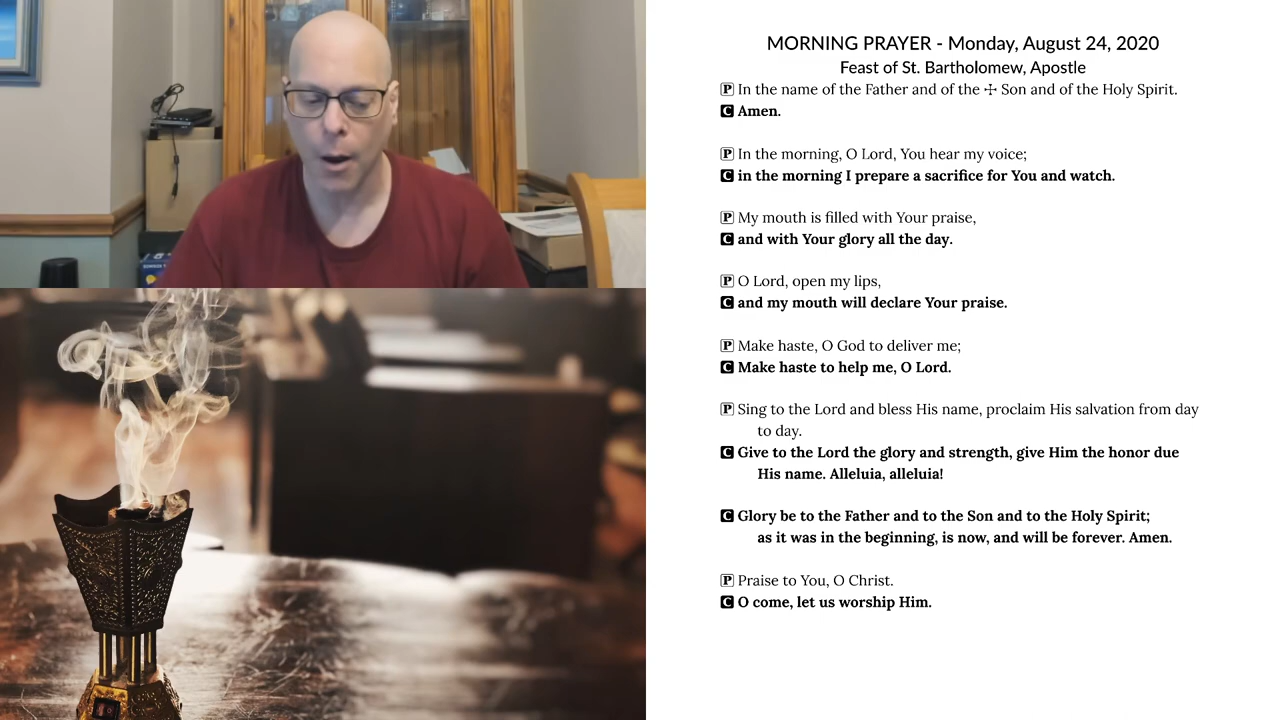 MORNING PRAYER - Monday, August 24, 2020
Feast of St. Bartholomew, Apostle
P In the name of the Father and of the ☩ Son and of the Holy Spirit.
C Amen.
P In the morning, O Lord, You hear my voice;
C in the morning I prepare a sacrifice for You and watch.
P My mouth is filled with Your praise,
C and with Your glory all the day.
P O Lord, open my lips,
C and my mouth will declare Your praise.
P Make haste, O God to deliver me;
C Make haste to help me, O Lord.
P Sing to the Lord and bless His name, proclaim His salvation from day
to day.
C Give to the Lord the glory and strength, give Him the honor due
His name. Alleluia, alleluia!
C Glory be to the Father and to the Son and to the Holy Spirit;
as it was in the beginning, is now, and will be forever. Amen.
P Praise to You, O Christ.
C O come, let us worship Him.